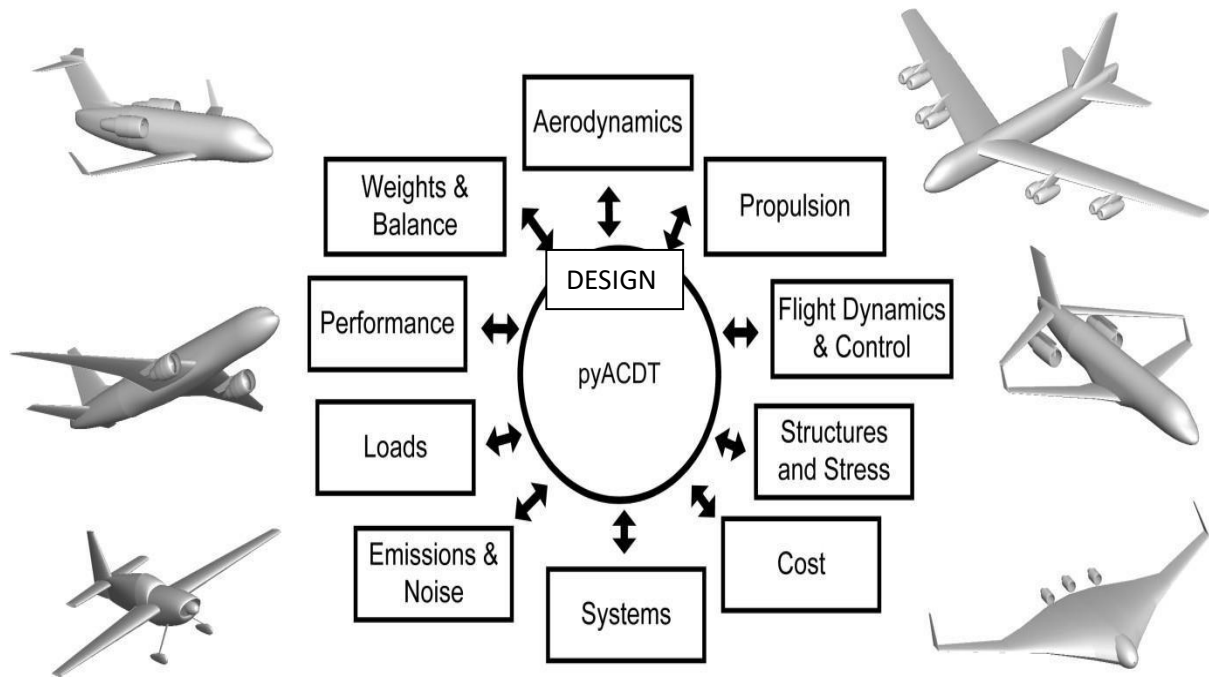 Aerodynamics
Weights &
Balance
Propulsion
DESIGN
Performance
Flight Dynamics
& Control
pyACDT
Loads
Structures
and Stress
Emissions &
Noise
Cost
Systems